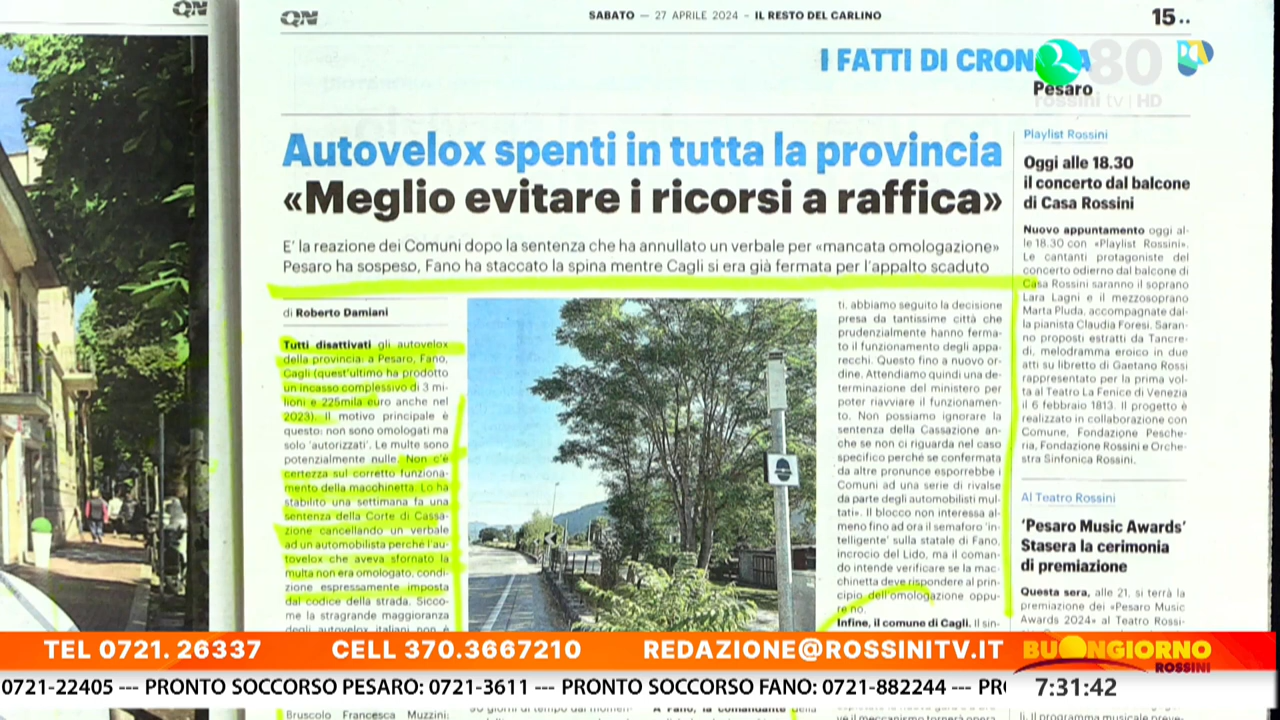 QN
QN
SABATO — 27 APRILE 2024 – IL RESTO DEL CARLINO
15..
I FATTI DI CRON
A
80
Pesaro
rossini tv | HD
Autovelox spenti in tutta la provincia
«Meglio evitare i ricorsi a raffica»
E' la reazione dei Comuni dopo la sentenza che ha annullato un verbale per «mancata omologazione»
Pesaro ha sospeso, Fano ha staccato la spina mentre Cagli si era già fermata per l'appalto scaduto
di Roberto Damiani
Tutti disattivati gli autovelox
della provincia: a Pesaro, Fano,
Cagli (quest'ultimo ha prodotto
un incasso complessivo di 3 mi-
lioni e 225mila euro anche nel
2023). Il motivo principale è
questo: non sono omologati ma
solo 'autorizzati'. Le multe sono
potenzialmente nulle. Non c'è
certezza sul corretto funziona-
mento della macchinetta. Lo ha
stabilito una settimana fa una
sentenza della Corte di Cassa-
zione cancellando un verbale
ad un automobilista perché l'au-
tovelox che aveva sfornato la
multa non era omologato, condi-
zione espressamente imposta
dal codice della strada. Sicco-
me la stragrande maggioranza
degli autovelox italiani non è
Bruscolo Francesca Muzzini:
ti, abbiamo seguito la decisione
presa da tantissime città che
prudenzialmente hanno ferma-
to il funzionamento degli appa-
recchi. Questo fino a nuovo or-
dine. Attendiamo quindi una de-
terminazione del ministero per
poter riavviare il funzionamen-
to. Non possiamo ignorare la
sentenza della Cassazione an-
che se non ci riguarda nel caso
specifico perché se confermata
da altre pronunce esporrebbe i
Comuni ad una serie di rivalse
da parte degli automobilisti mul-
tati». Il blocco non interessa al-
meno fino ad ora il semaforo 'in-
telligente' sulla statale di Fano,
incrocio del Lido, ma il coman-
do intende verificare se la mac-
chinetta deve rispondere al prin-
cipio dell'omologazione oppu-
re no.
Infine, il comune di Cagli. Il sin-
Playlist Rossini
Oggi alle 18.30
il concerto dal balcone
di Casa Rossini
Nuovo appuntamento oggi al-
le 18.30 con «Playlist Rossini».
Le cantanti protagoniste del
concerto odierno dal balcone di
Casa Rossini saranno il soprano
Lara Lagni e il mezzosoprano
Marta Pluda, accompagnate dal-
la pianista Claudia Foresi. Saran-
no proposti estratti da Tancre-
di, melodramma eroico in due
atti su libretto di Gaetano Rossi
rappresentato per la prima vol-
ta al Teatro La Fenice di Venezia
il 6 febbraio 1813. Il progetto è
realizzato in collaborazione con
Comune, Fondazione Pesche-
ria, Fondazione Rossini e Orche-
stra Sinfonica Rossini.
Al Teatro Rossini
'Pesaro Music Awards'
Stasera la cerimonia
di premiazione
Questa sera, alle 21, si terrà la
premiazione dei «Pesaro Music
Awards 2024» al Teatro Rossi-
TEL 0721. 26337
CELL 370.3667210
REDAZIONE@ROSSINITV.IT
BUONGIORNO
ROSSINI
0721-22405 --- PRONTO SOCCORSO PESARO: 0721-3611 --- PRONTO SOCCORSO FANO: 0721-882244 --- PRO
7:31:42